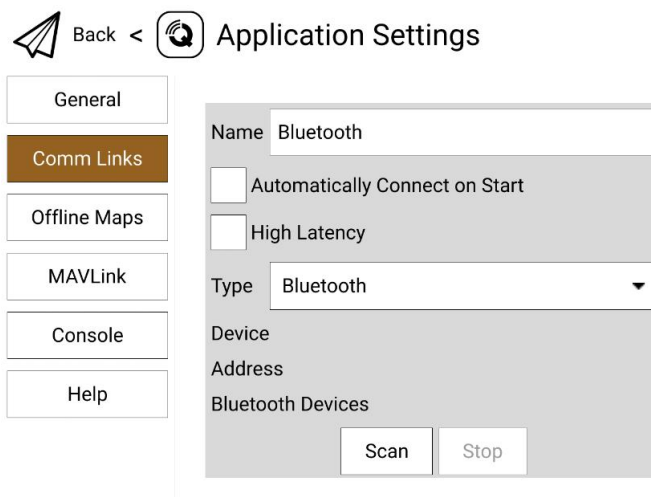 Back < Application Settings
General
Comm Links
Offline Maps
MAVLink
Console
Help
Name Bluetooth
Automatically Connect on Start
High Latency
Type Bluetooth
Device
Address
Bluetooth Devices
Scan Stop